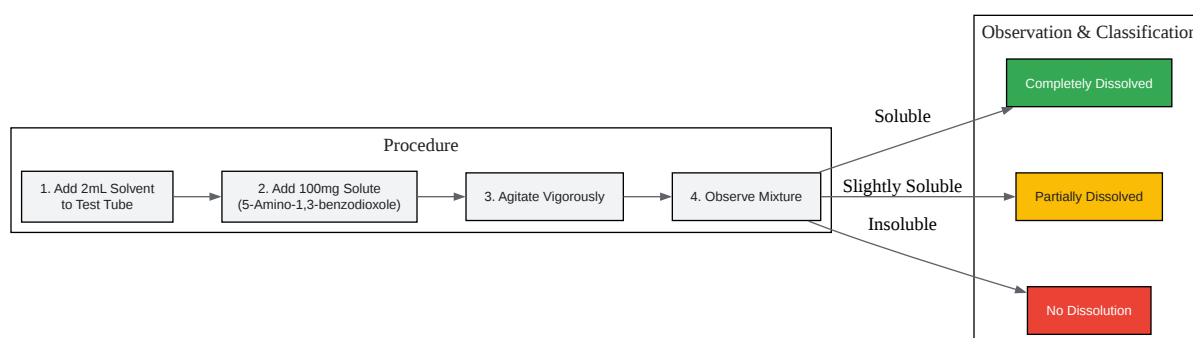 Observation & Classification
Completely Dissolved
Soluble
Procedure
1. Add 2mL Solvent
to Test Tube
2. Add 100mg Solute
(5-Amino-1,3-benzodioxole)
3. Agitate Vigorously
4. Observe Mixture
Slightly Soluble
Partially Dissolved
Insoluble
No Dissolution